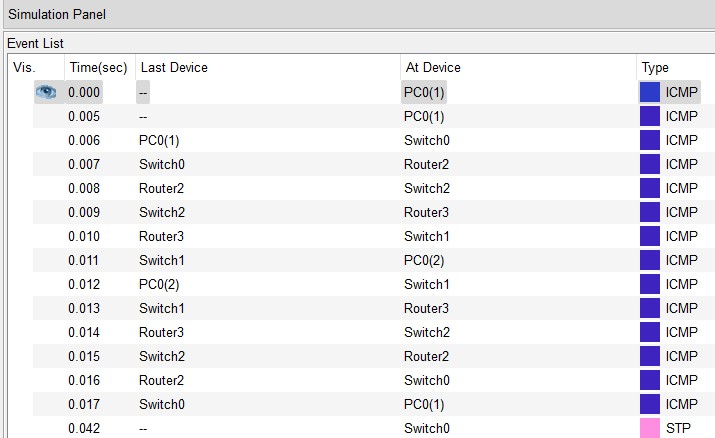 Simulation Panel
Event List
Vis. Time(sec) Last Device At Device Type
0.000 -- PC0(1) ICMP
0.005 -- PC0(1) ICMP
0.006 PC0(1) Switch0 ICMP
0.007 Switch0 Router2 ICMP
0.008 Router2 Switch2 ICMP
0.009 Switch2 Router3 ICMP
0.010 Router3 Switch1 ICMP
0.011 Switch1 PC0(2) ICMP
0.012 PC0(2) Switch1 ICMP
0.013 Switch1 Router3 ICMP
0.014 Router3 Switch2 ICMP
0.015 Switch2 Router2 ICMP
0.016 Router2 Switch0 ICMP
0.017 Switch0 PC0(1) ICMP
0.042 -- Switch0 STP